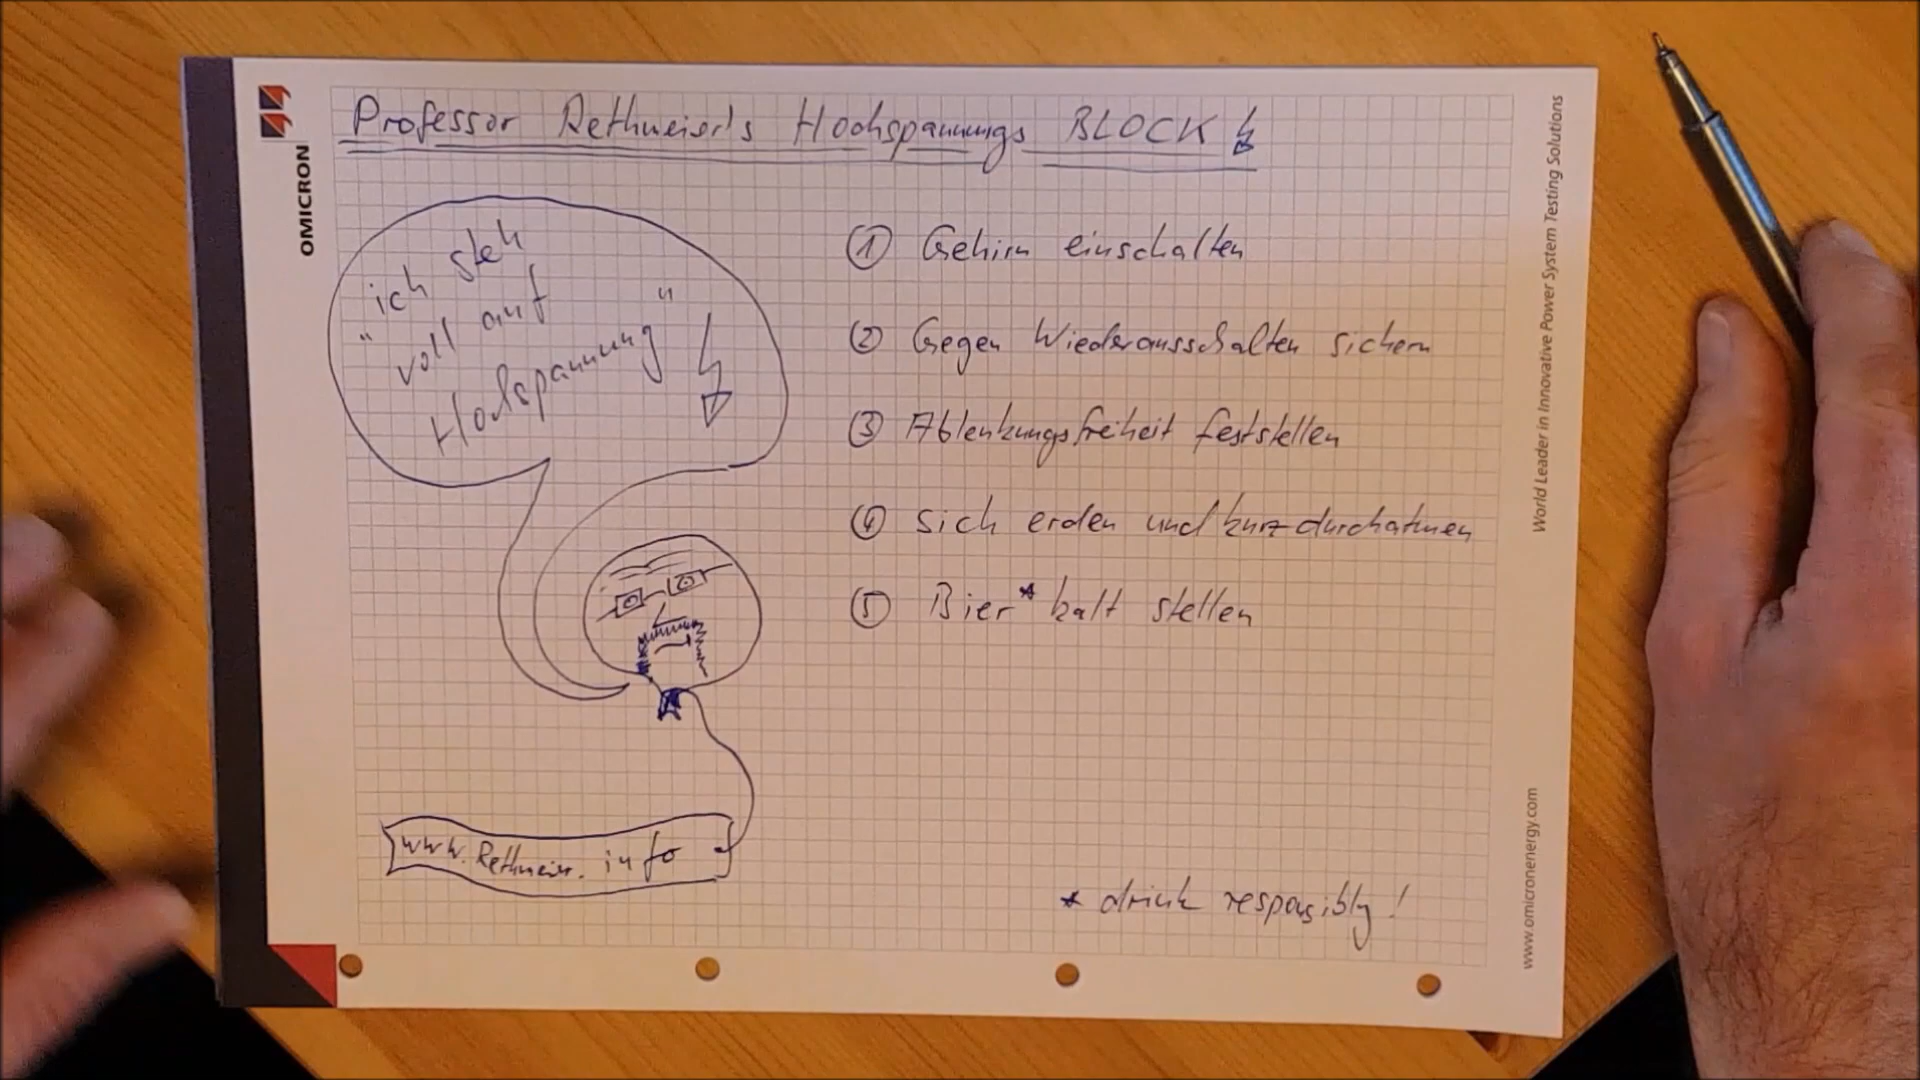 Professor Rethmeier's Hochspannungs BLOCK
OMICRON
"ich steh
voll auf
Hochspannung"
① Gehirn einschalten
② Gegen Wiederausschalten sichern
③ Ablenkungsfreiheit feststellen
④ sich erden und kurz durchatmen
⑤ Bier* kalt stellen
www.Rethmeier.info
* drink responsibly!
World Leader in Innovative Power System Testing Solutions
www.omicronenergy.com